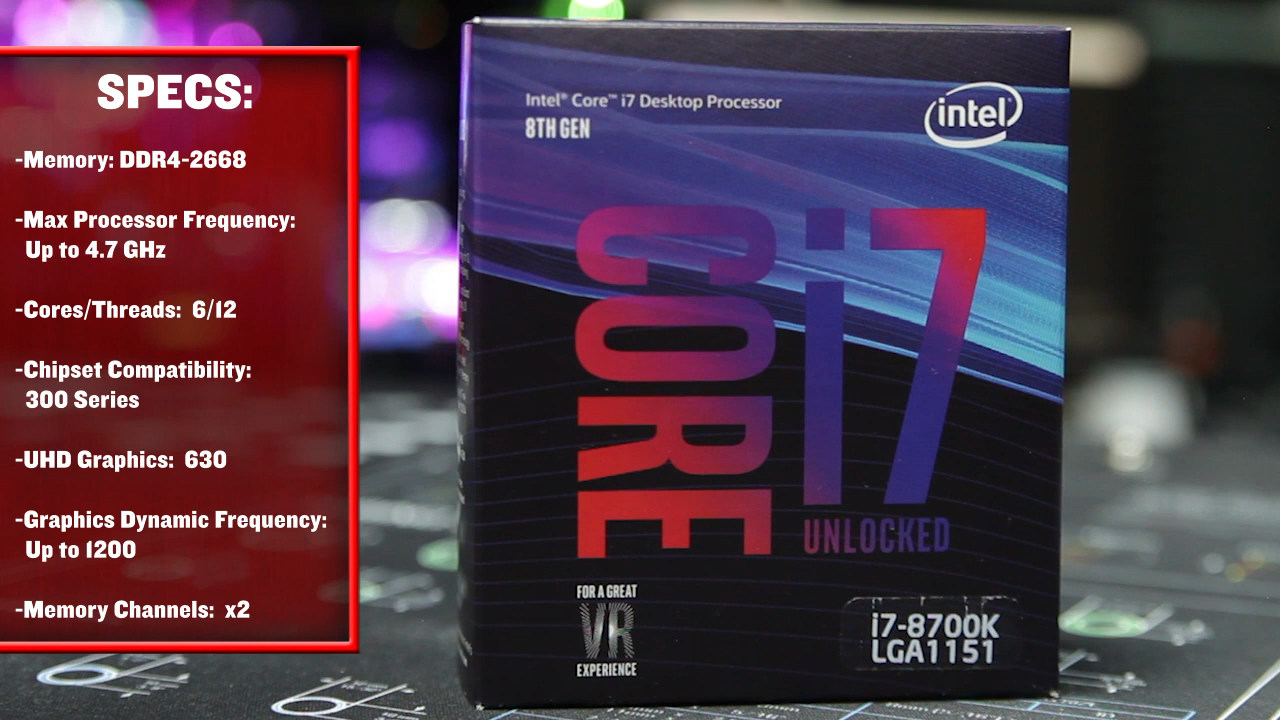 SPECS:
-Memory: DDR4-2668
-Max Processor Frequency:
Up to 4.7 GHz
-Cores/Threads: 6/12
-Chipset Compatibility:
300 Series
-UHD Graphics: 630
-Graphics Dynamic Frequency:
Up to 1200
-Memory Channels: x2
Intel® Core™ i7 Desktop Processor
8TH GEN
intel®
CORE i7
UNLOCKED
FOR A GREAT
VR
EXPERIENCE
i7-8700K
LGA1151